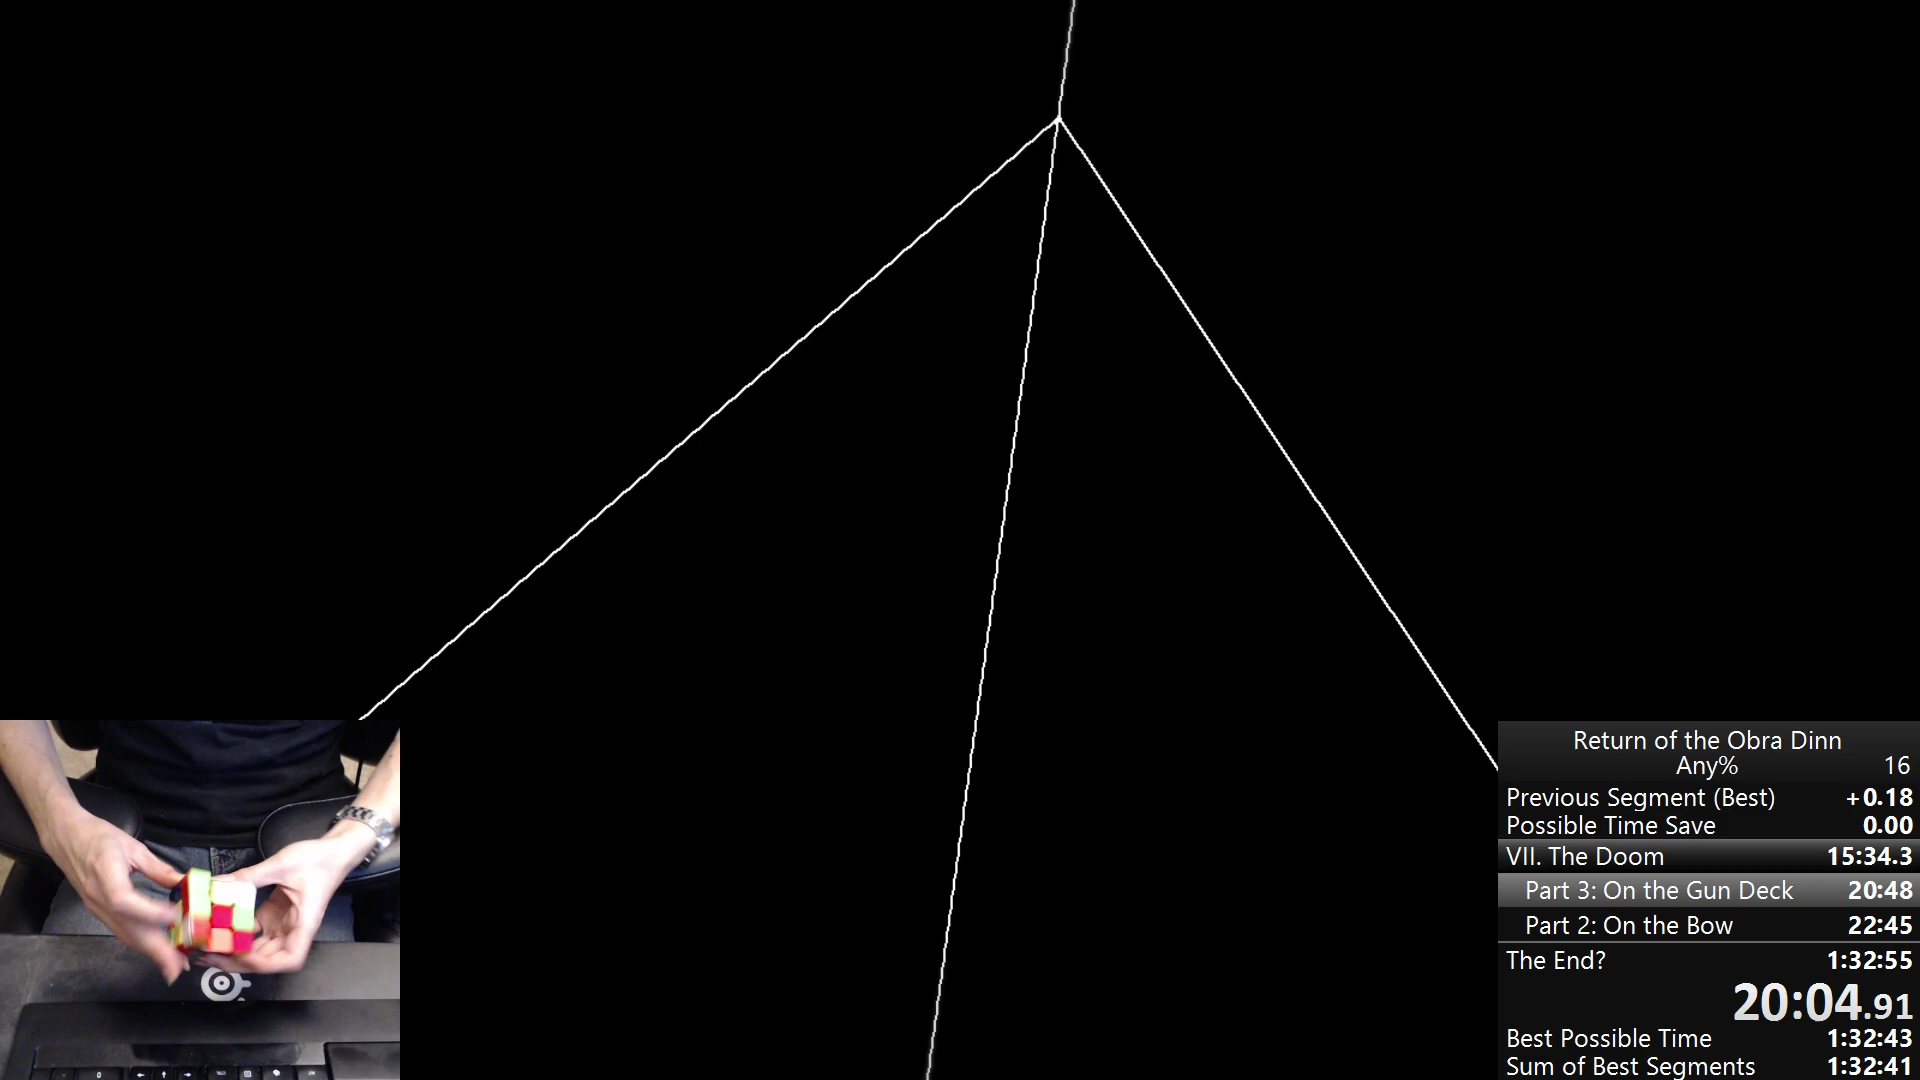 Return of the Obra Dinn
Any% 16
Previous Segment (Best) +0.18
Possible Time Save 0.00
VII. The Doom 15:34.3
Part 3: On the Gun Deck 20:48
Part 2: On the Bow 22:45
The End? 1:32:55
20:04.91
Best Possible Time 1:32:43
Sum of Best Segments 1:32:41